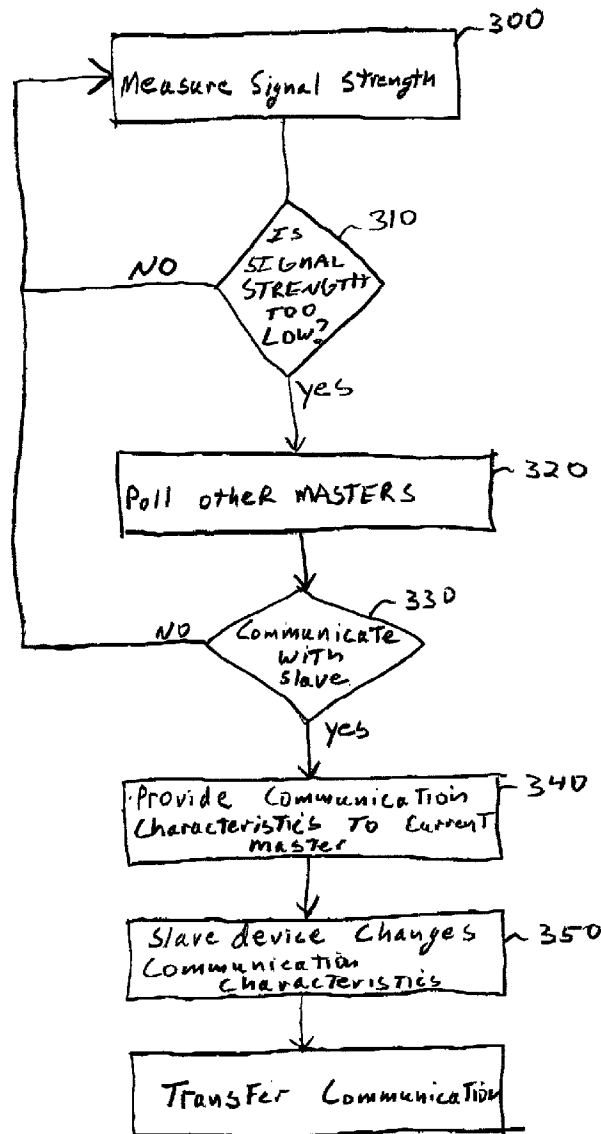 300
Measure Signal Strength
310
IS
SIGNAL
STRENGTH
TOO
LOW?
NO
yes
320
Poll otheR MASTERS
330
Communicate
with
slave
NO
yes
340
Provide Communication
Characteristics To Current
master
350
Slave device Changes
Communication
Characteristics
Transfer Communication